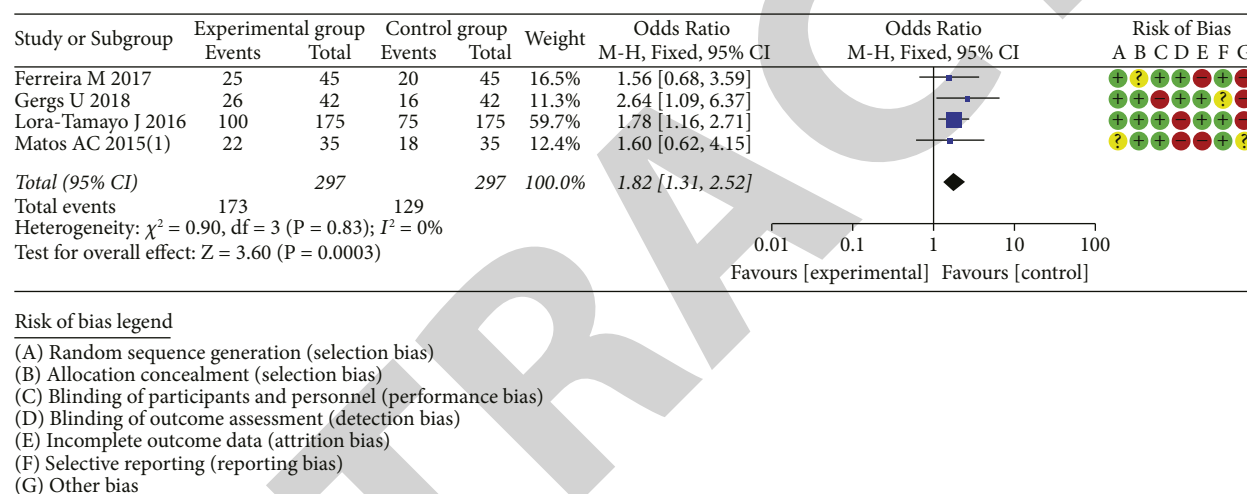 Study or Subgroup Experimental group Control group Weight Odds Ratio Odds Ratio Risk of Bias
Events Total Events Total M-H, Fixed, 95% CI M-H, Fixed, 95% CI A B C D E F G
Ferreira M 2017 25 45 20 45 16.5% 1.56 [0.68, 3.59] + ? + + − + −
Gergs U 2018 26 42 16 42 11.3% 2.64 [1.09, 6.37] + + − + + ? −
Lora-Tamayo J 2016 100 175 75 175 59.7% 1.78 [1.16, 2.71] + + + − + + −
Matos AC 2015(1) 22 35 18 35 12.4% 1.60 [0.62, 4.15] ? + + − − + ?
Total (95% CI) 297 297 100.0% 1.82 [1.31, 2.52]
Total events 173 129
Heterogeneity: χ² = 0.90, df = 3 (P = 0.83); I² = 0%
Test for overall effect: Z = 3.60 (P = 0.0003)
0.01 0.1 1 10 100
Favours [experimental] Favours [control]
Risk of bias legend
(A) Random sequence generation (selection bias)
(B) Allocation concealment (selection bias)
(C) Blinding of participants and personnel (performance bias)
(D) Blinding of outcome assessment (detection bias)
(E) Incomplete outcome data (attrition bias)
(F) Selective reporting (reporting bias)
(G) Other bias
TRAC